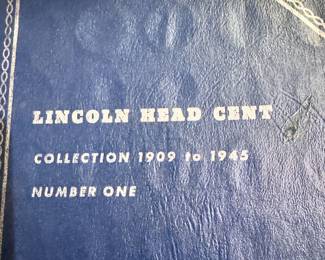 LINCOLN HEAD CENT
COLLECTION 1909 to 1945
NUMBER ONE